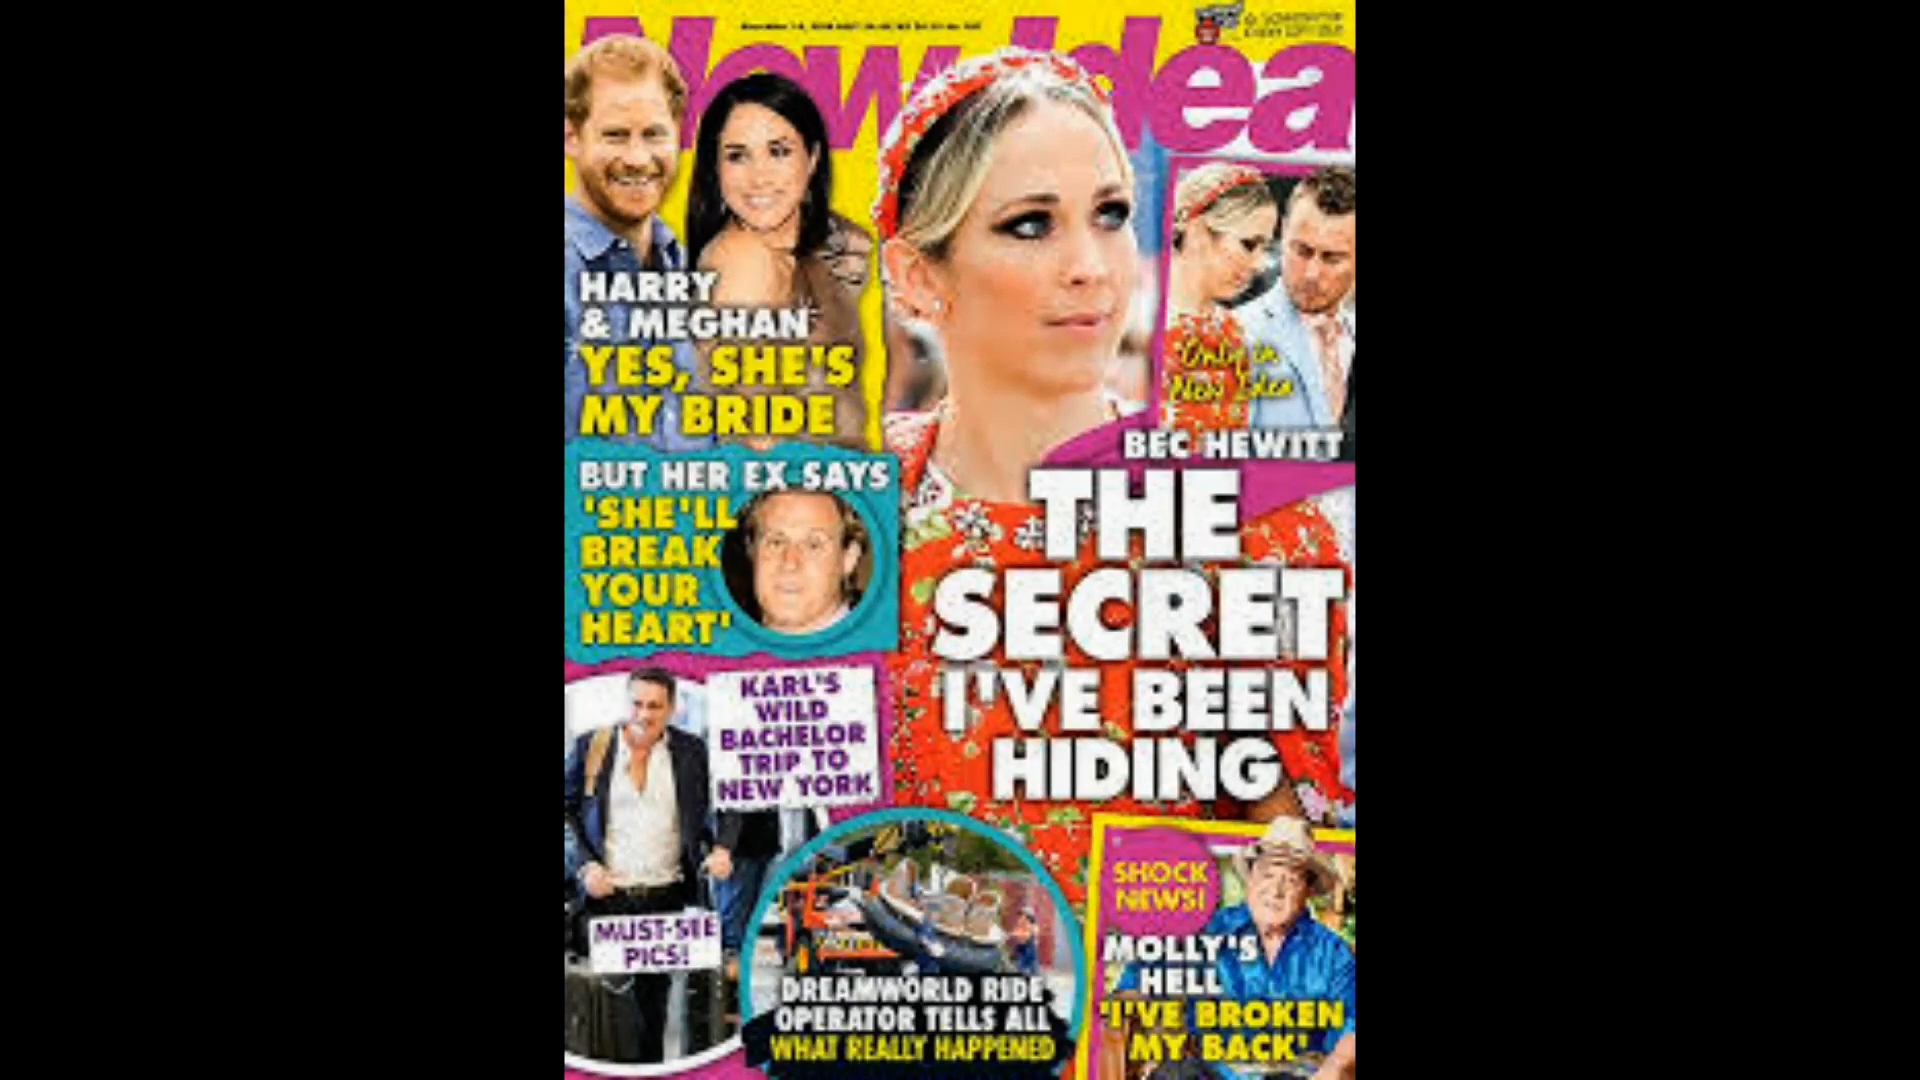 New Idea
HARRY
& MEGHAN
YES, SHE'S
MY BRIDE
Only in
New Idea
BEC HEWITT
THE
SECRET
I'VE BEEN
HIDING
BUT HER EX SAYS
'SHE'LL
BREAK
YOUR
HEART'
KARL'S
WILD
BACHELOR
TRIP TO
NEW YORK
MUST-SEE
PICS!
DREAMWORLD RIDE
OPERATOR TELLS ALL
WHAT REALLY HAPPENED
SHOCK
NEWS!
MOLLY'S
HELL
'I'VE BROKEN
MY BACK'